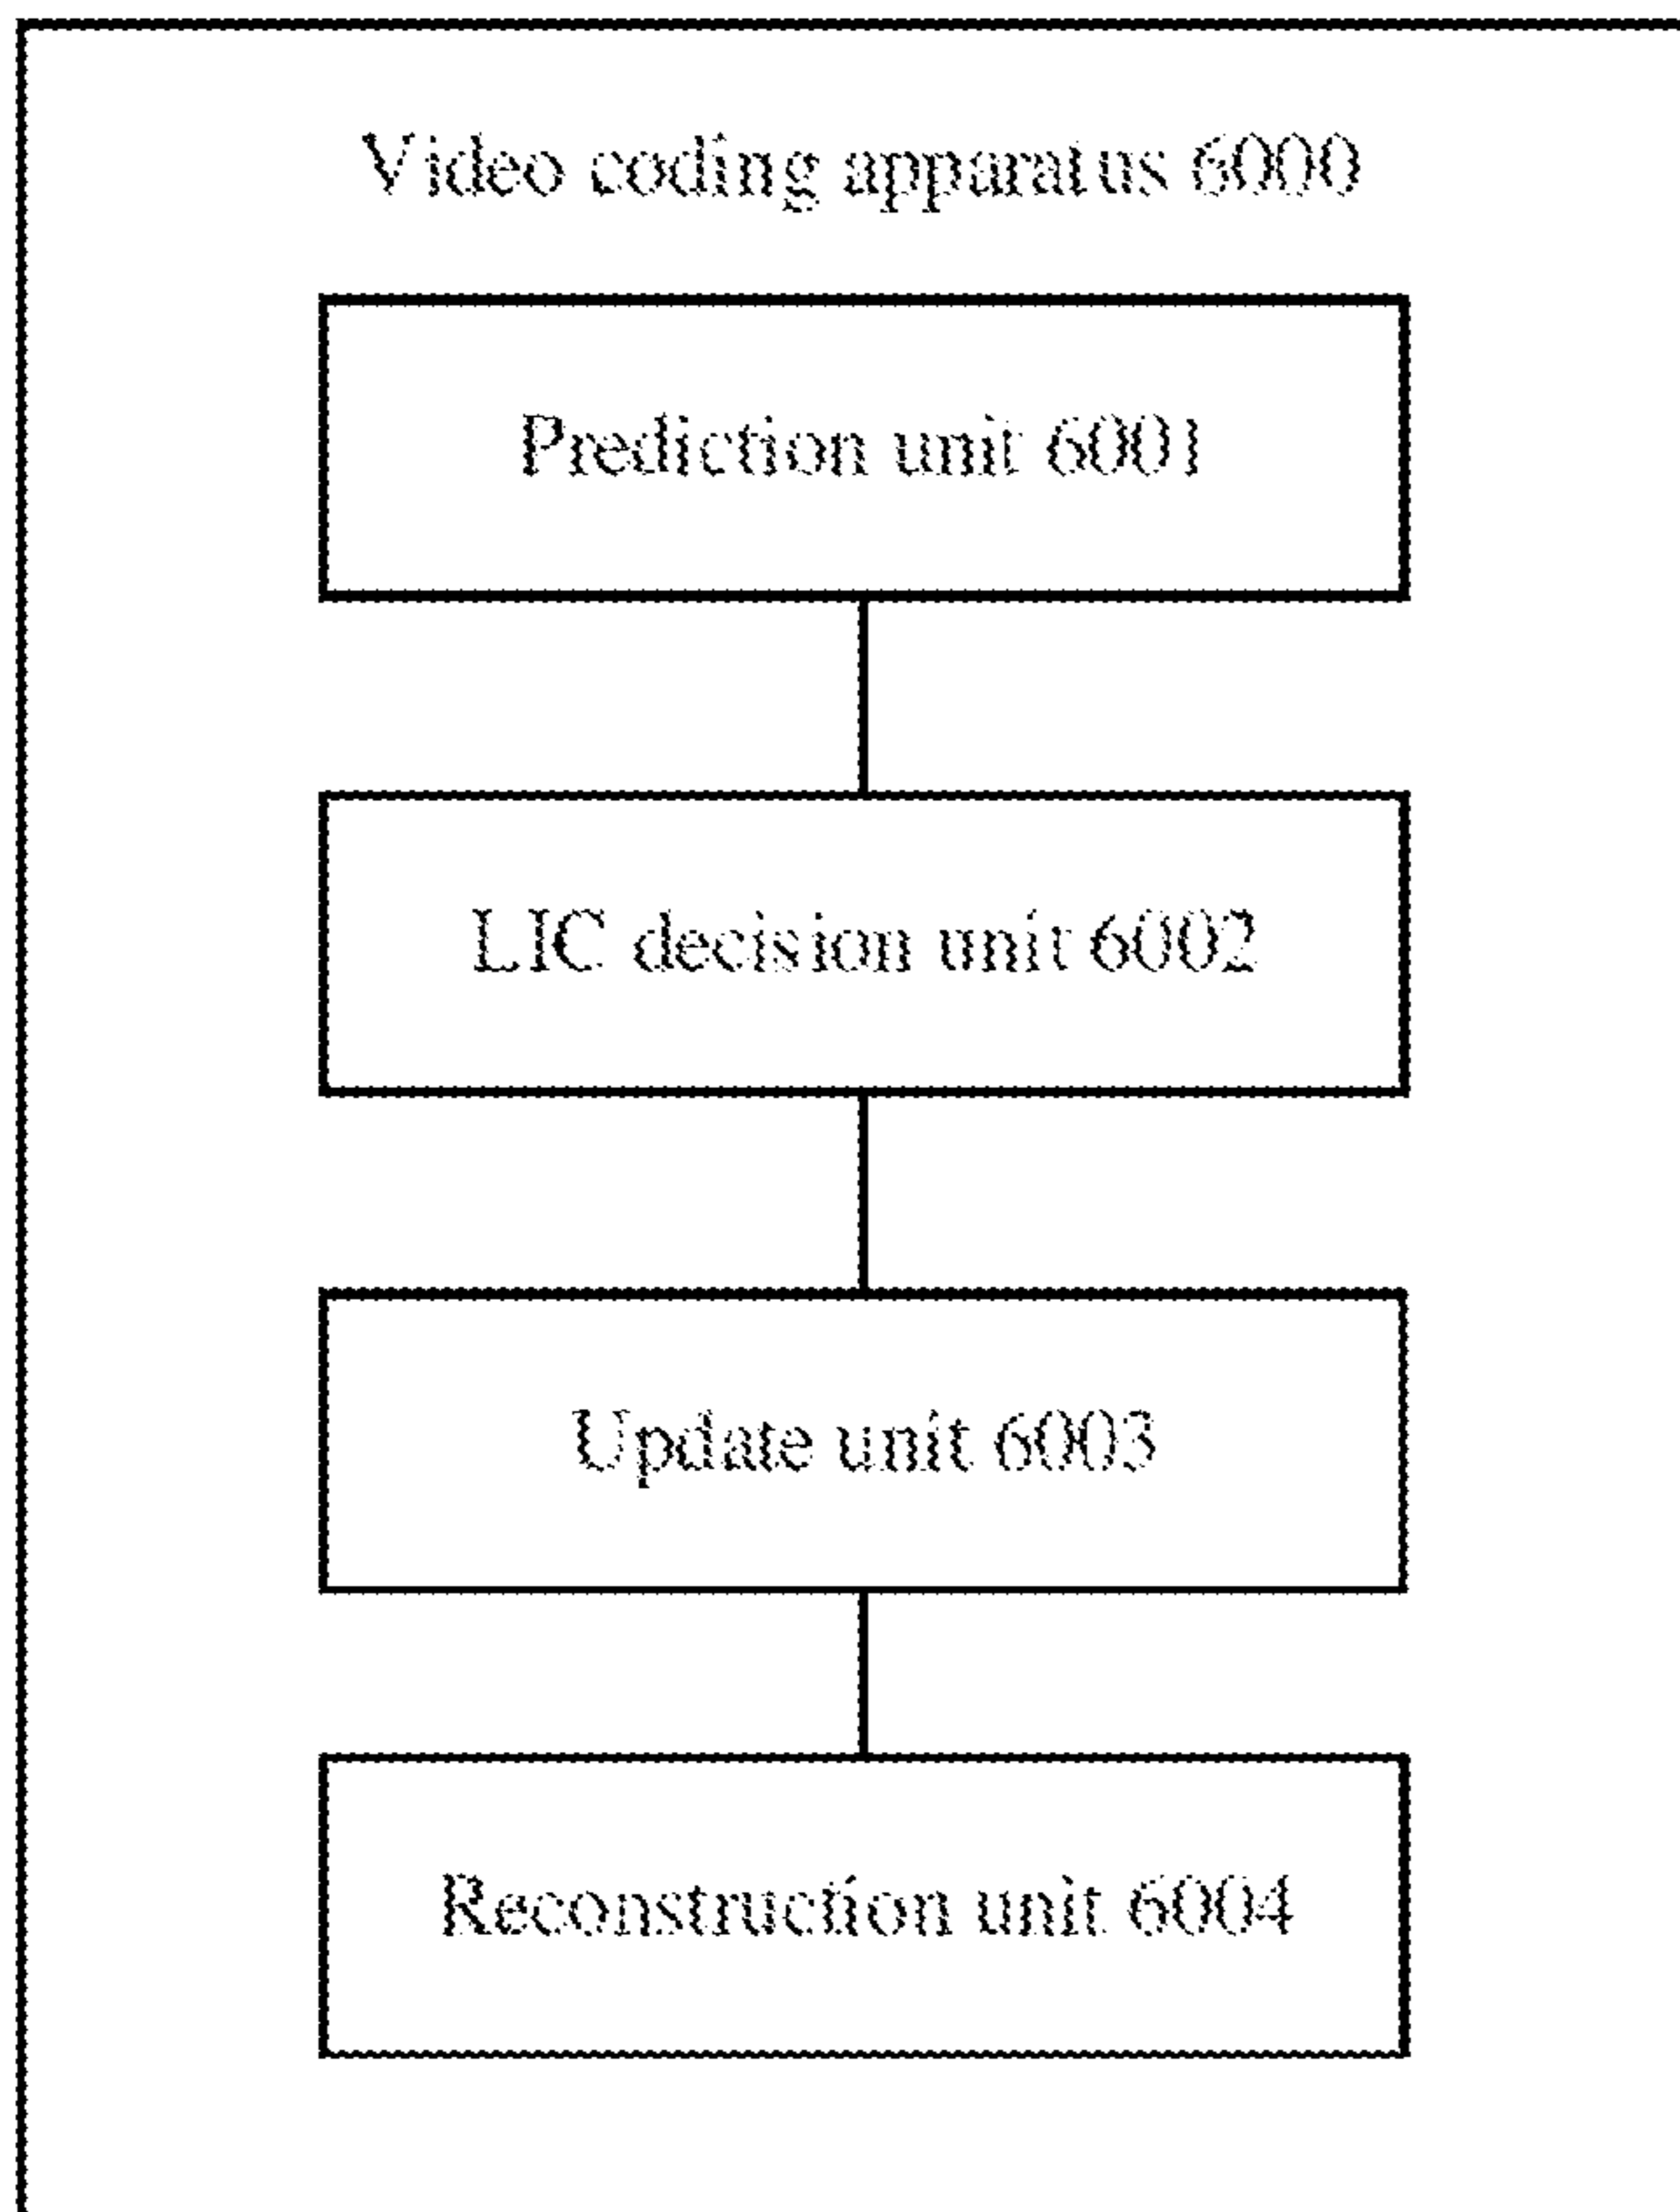 Video coding apparatus 6000
Prediction unit 6001
LIC decision unit 6002
Update unit 6003
Reconstruction unit 6004